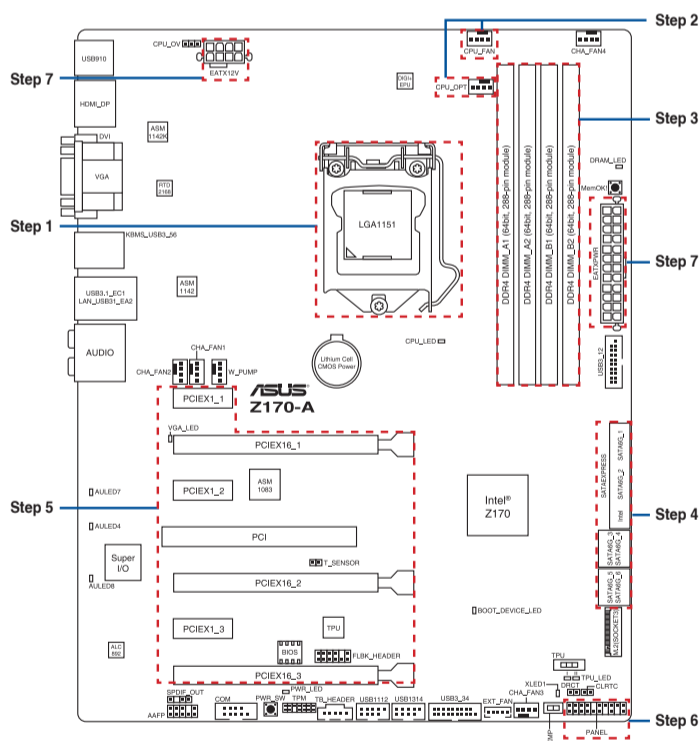 Step 2
CPU_OV
CPU_FAN
CHA_FAN4
USB910
EATX12V
Step 7
DIGI+
EPU
CPU_OPT
HDMI_DP
Step 3
ASM
1142K
DVI
VGA
DDR4 DIMM_A1 (64bit, 288-pin module)
DDR4 DIMM_A2 (64bit, 288-pin module)
DDR4 DIMM_B1 (64bit, 288-pin module)
DDR4 DIMM_B2 (64bit, 288-pin module)
DRAM_LED
MemOK!
RTD
2168
LGA1151
Step 1
KBMS_USB3_56
EATXPWR
Step 7
USB3.1_EC1
LAN_USB31_EA2
ASM
1142
CPU_LED
USB3_12
AUDIO
CHA_FAN1
CHA_FAN2
W_PUMP
Lithium Cell
CMOS Power
ASUS
Z170-A
PCIEX1_1
VGA_LED
PCIEX16_1
SATAEXPRESS
SATA6G_1
SATA6G_2
Intel
AULED7
PCIEX1_2
ASM
1083
Intel®
Z170
Step 5
Step 4
AULED4
PCI
SATA6G_3
SATA6G_4
Super
I/O
T_SENSOR
AULED8
PCIEX16_2
SATA6G_5
SATA6G_6
BOOT_DEVICE_LED
M.2(SOCKET3)
PCIEX1_3
TPU
ALC
892
BIOS
FLBK_HEADER
TPU
PCIEX16_3
TPU_LED
PWR_LED
XLED1
DRCT
CLRTC
SPDIF_OUT
AAFP
COM
PWR_SW
TPM
TB_HEADER
USB1112
USB1314
USB3_34
EXT_FAN
CHA_FAN3
PANEL
Step 6